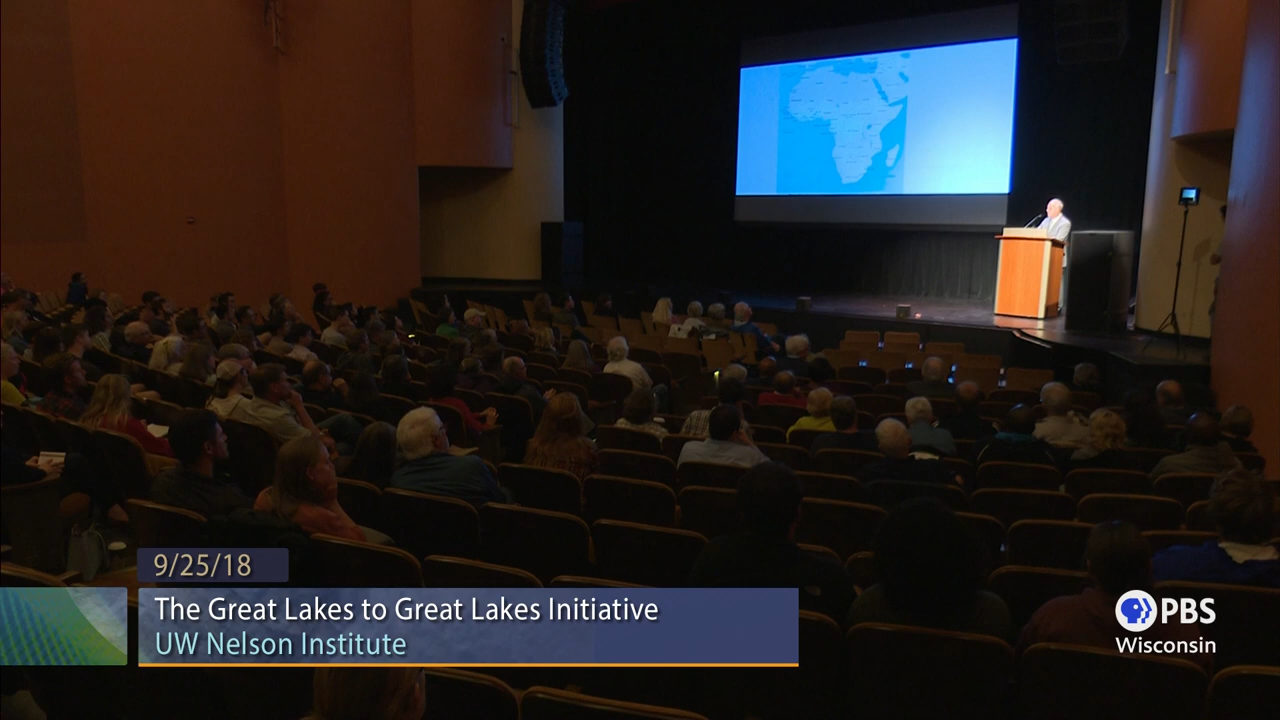 9/25/18
The Great Lakes to Great Lakes Initiative
UW Nelson Institute
PBS
Wisconsin